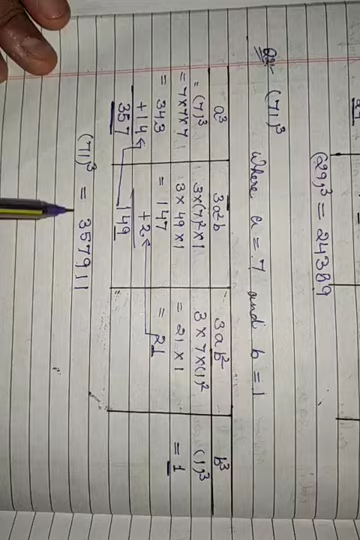 (29)³ = 24389
Q2- (71)³
Where a = 7 and b = 1
a³ 3a²b 3ab² b³
= (7)³ 3×(7)²×1 3×7×(1)² (1)³
= 7×7×7 3×49×1 = 21×1 = 1
= 343 = 147 = 21
+14 +2
357 149
(71)³ = 357911